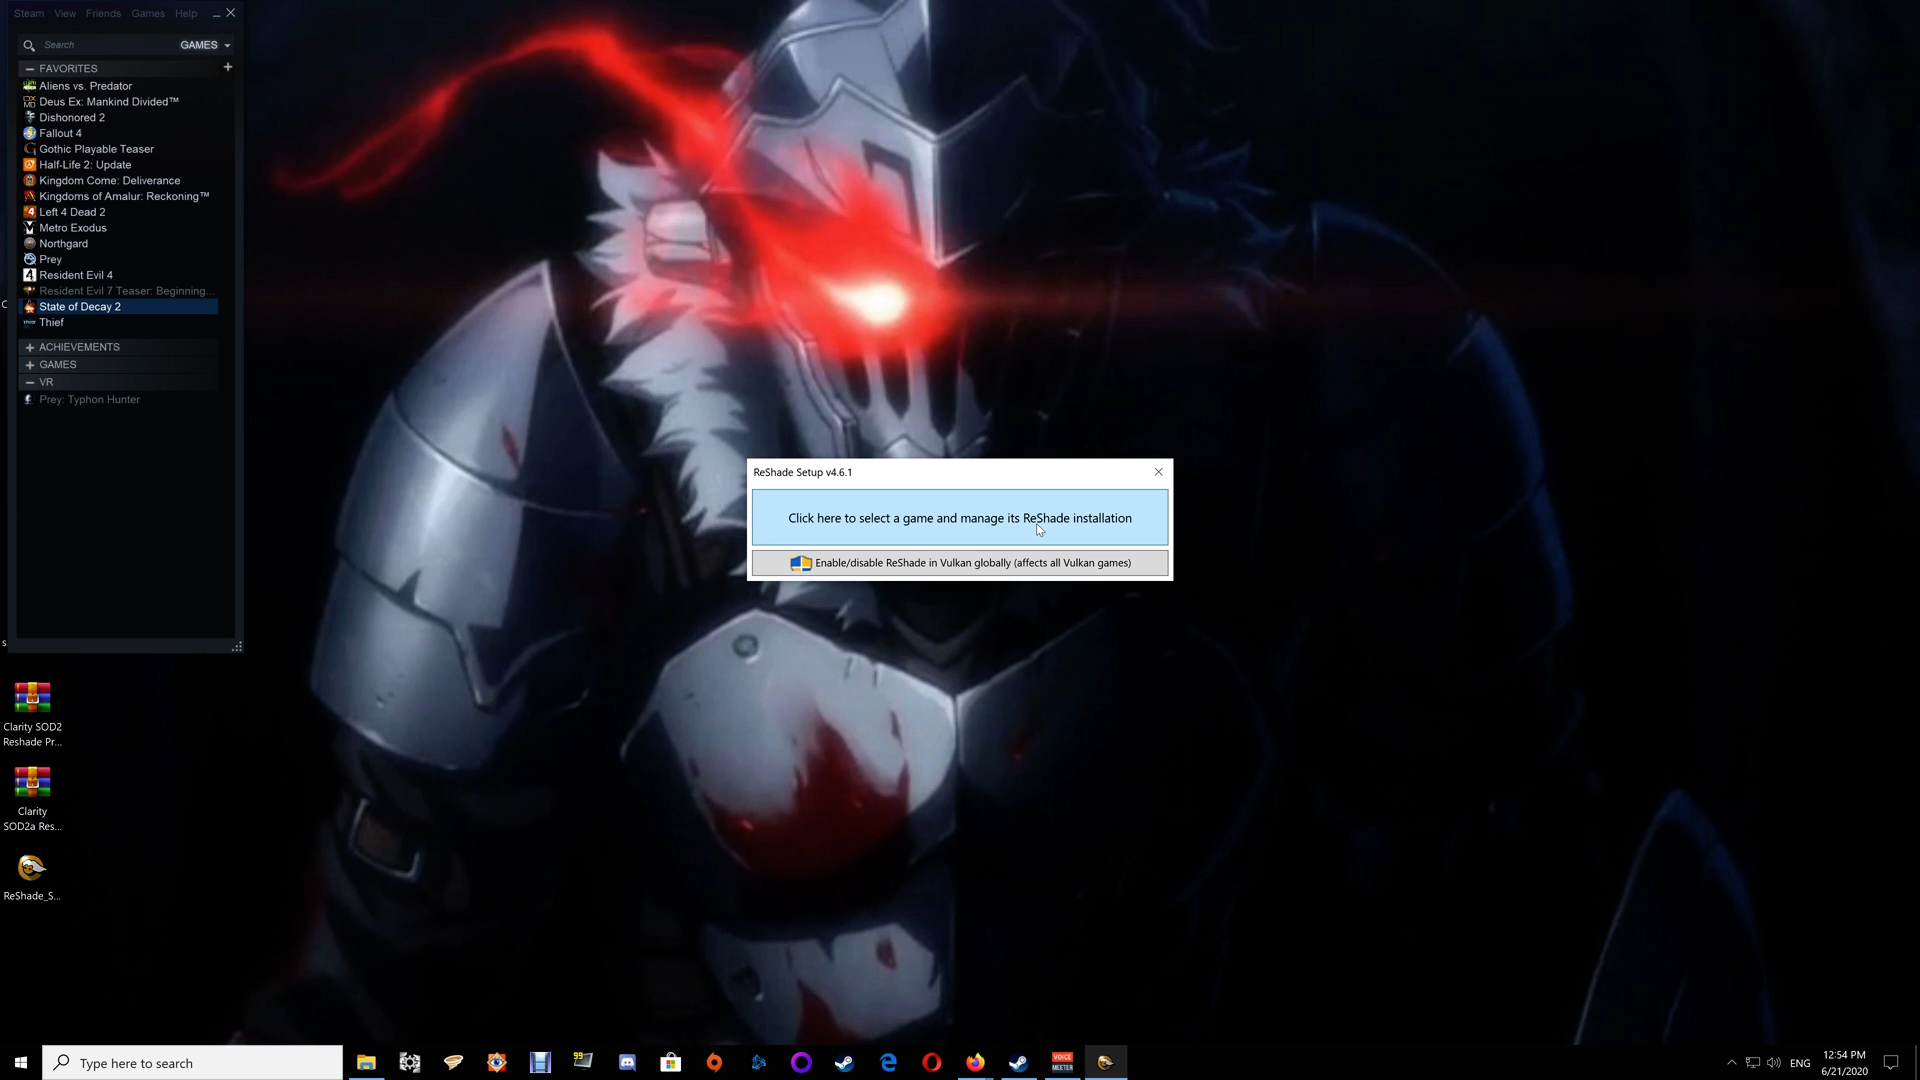 Steam View Friends Games Help
Search GAMES
FAVORITES
Aliens vs. Predator
Deus Ex: Mankind Divided™
Dishonored 2
Fallout 4
Gothic Playable Teaser
Half-Life 2: Update
Kingdom Come: Deliverance
Kingdoms of Amalur: Reckoning™
Left 4 Dead 2
Metro Exodus
Northgard
Prey
Resident Evil 4
Resident Evil 7 Teaser: Beginning...
State of Decay 2
Thief
ACHIEVEMENTS
GAMES
VR
Prey: Typhon Hunter
ReShade Setup v4.6.1
Click here to select a game and manage its ReShade installation
Enable/disable ReShade in Vulkan globally (affects all Vulkan games)
Clarity SOD2
Reshade Pr...
Clarity
SOD2a Res...
ReShade_S...
Type here to search
99
VOICE
MEETER
ENG
12:54 PM
6/21/2020